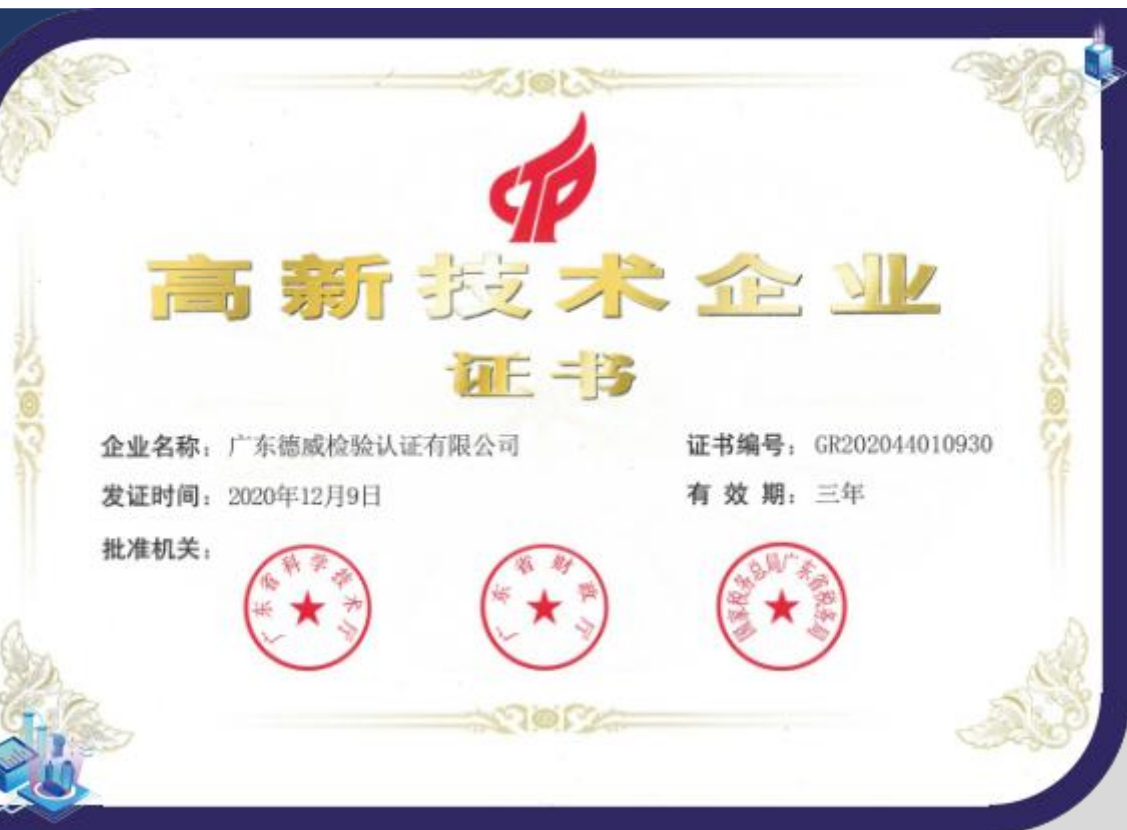 高新技术企业
证书
企业名称：广东德威检验认证有限公司
证书编号：GR202044010930
发证时间：2020年12月9日
有效期：三年
批准机关：
广东省科学技术厅
广东省财政厅
国家税务总局广东省税务局